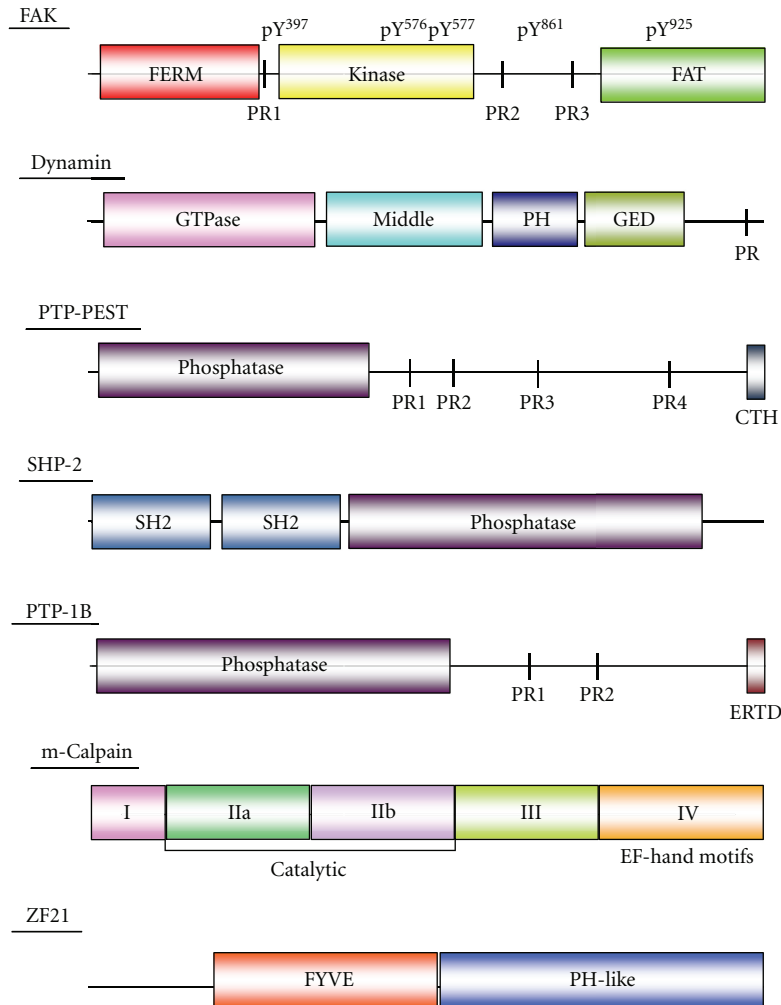 FAK
pY397 pY576 pY577 pY861 pY925
FERM Kinase FAT
PR1 PR2 PR3
Dynamin
GTPase Middle PH GED
PR
PTP-PEST
Phosphatase
PR1 PR2 PR3 PR4 CTH
SHP-2
SH2 SH2 Phosphatase
PTP-1B
Phosphatase
PR1 PR2 ERTD
m-Calpain
I IIa IIb III IV
Catalytic EF-hand motifs
ZF21
FYVE PH-like